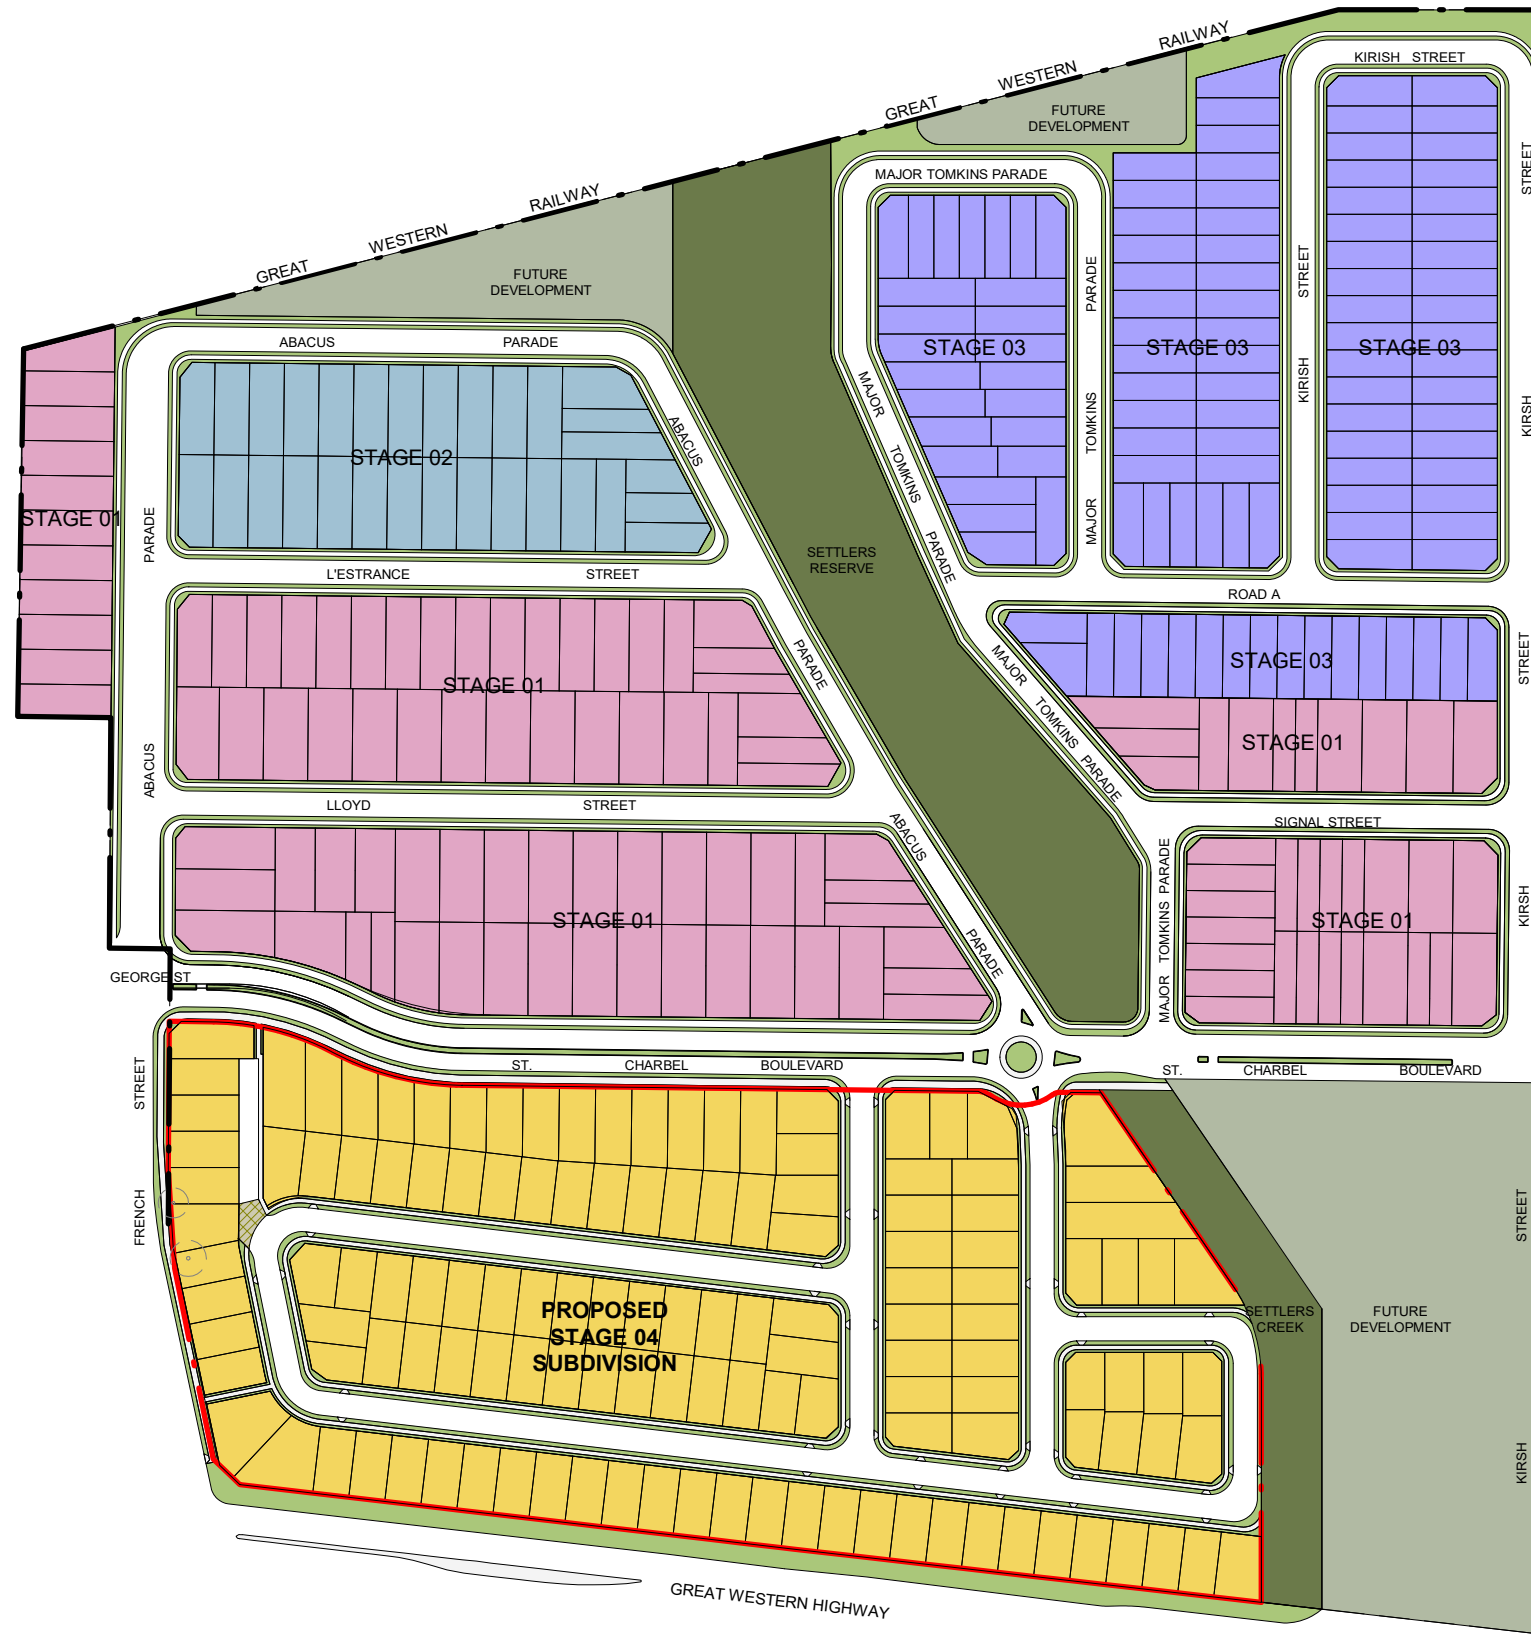 GREAT WESTERN RAILWAY
KIRISH STREET
FUTURE
DEVELOPMENT
STREET
MAJOR TOMKINS PARADE
GREAT WESTERN RAILWAY
FUTURE
DEVELOPMENT
PARADE
STREET
ABACUS PARADE
STAGE 03
STAGE 03
STAGE 03
KIRISH
MAJOR TOMKINS PARADE
TOMKINS
KIRSH
ABACUS
STAGE 02
STAGE 01
PARADE
MAJOR
SETTLERS
RESERVE
L'ESTRANCE STREET
ROAD A
STREET
STAGE 03
PARADE
MAJOR TOMKINS PARADE
STAGE 01
STAGE 01
ABACUS
LLOYD STREET
ABACUS
SIGNAL STREET
MAJOR TOMKINS PARADE
KIRSH
STAGE 01
STAGE 01
PARADE
GEORGE ST
ST. CHARBEL BOULEVARD
ST. CHARBEL BOULEVARD
STREET
FRENCH
STREET
PROPOSED
STAGE 04
SUBDIVISION
SETTLERS
CREEK
FUTURE
DEVELOPMENT
KIRSH
GREAT WESTERN HIGHWAY